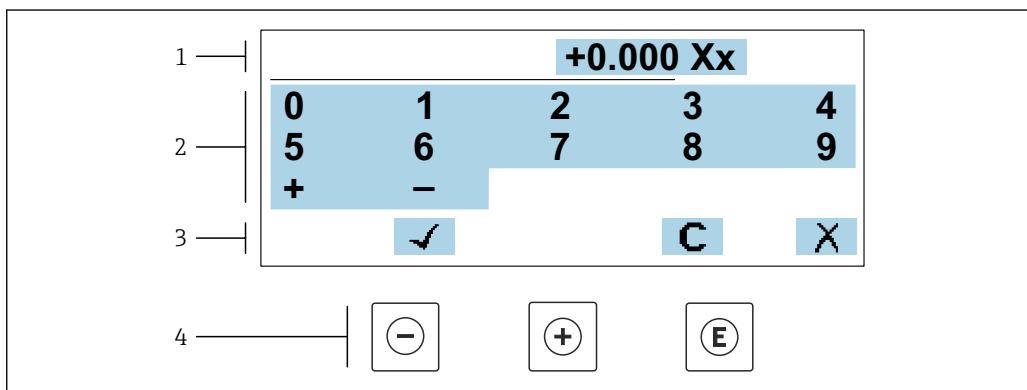 1 +0.000 Xx
0 1 2 3 4
2 5 6 7 8 9
+ −
3 ✓ C X
4 − + E